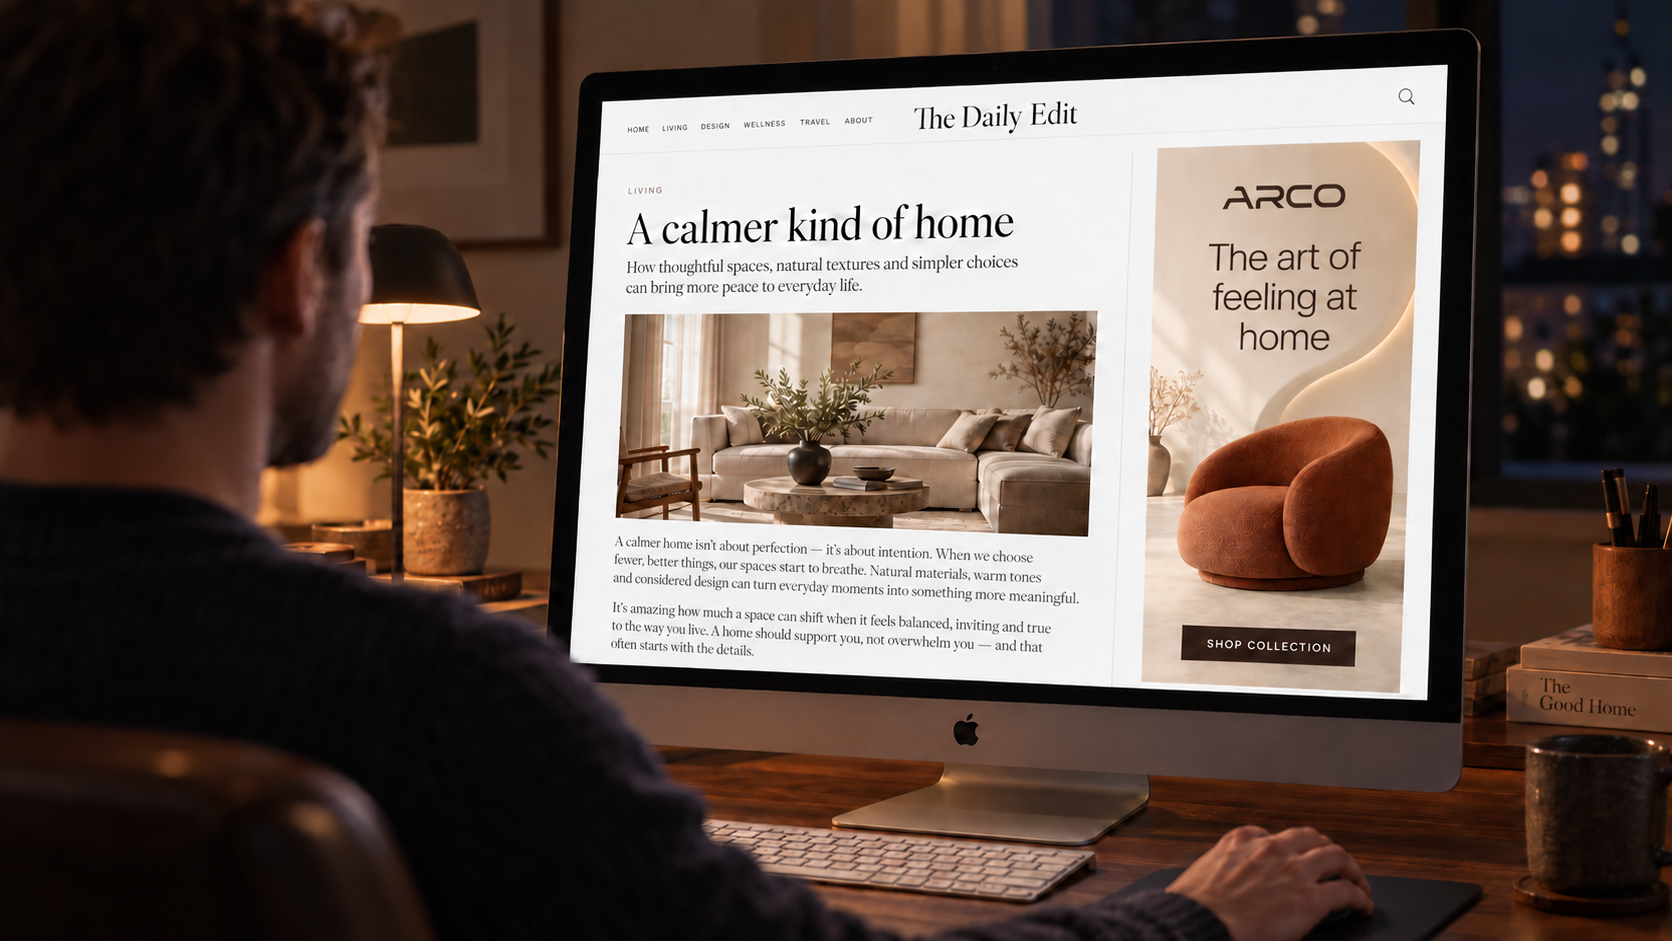 HOME LIVING DESIGN WELLNESS TRAVEL ABOUT
The Daily Edit
LIVING
A calmer kind of home
How thoughtful spaces, natural textures and simpler choices
can bring more peace to everyday life.
A calmer home isn't about perfection — it's about intention. When we choose
fewer, better things, our spaces start to breathe. Natural materials, warm tones
and considered design can turn everyday moments into something more meaningful.
It's amazing how much a space can shift when it feels balanced, inviting and true
to the way you live. A home should support you, not overwhelm you — and that
often starts with the details.
ARCO
The art of
feeling at
home
SHOP COLLECTION
The
Good Home